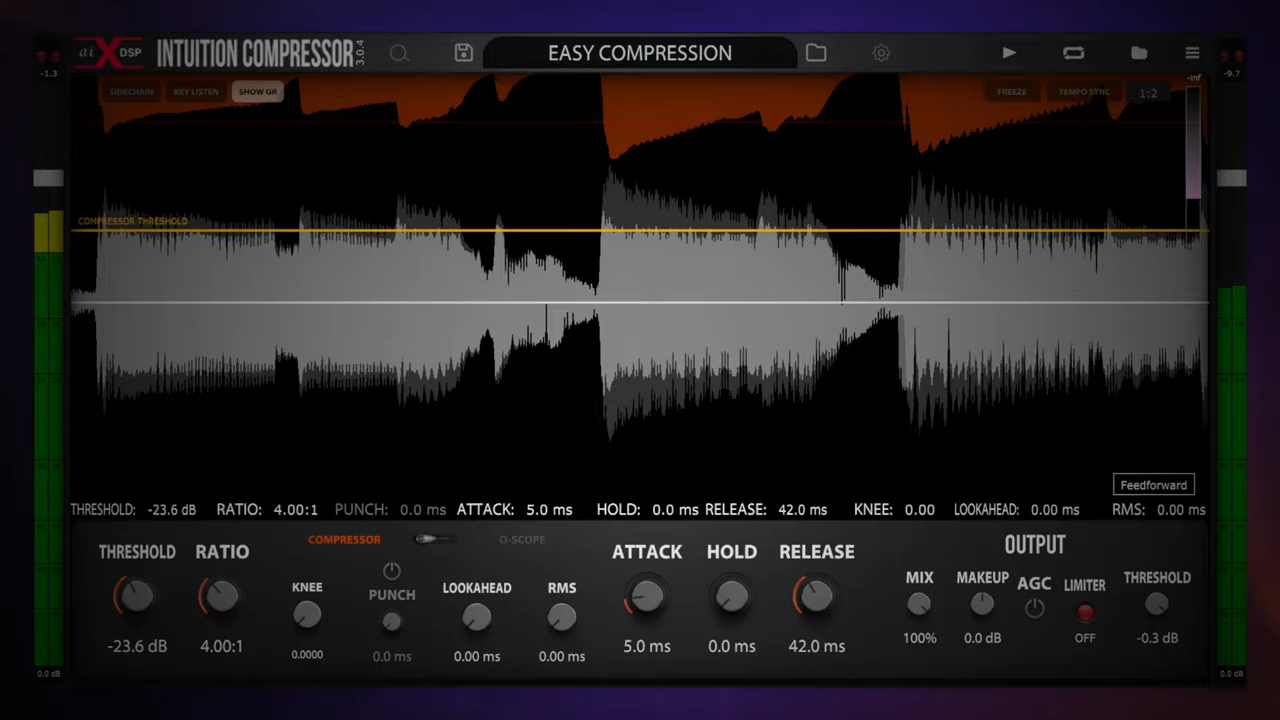 aiXDSP INTUITION COMPRESSOR 3.0.4 EASY COMPRESSION
-1.3 -9.7
-inf
SIDECHAIN KEY LISTEN SHOW GR FREEZE TEMPO SYNC 1:2
COMPRESSOR THRESHOLD
Feedforward
THRESHOLD: -23.6 dB RATIO: 4.00:1 PUNCH: 0.0 ms ATTACK: 5.0 ms HOLD: 0.0 ms RELEASE: 42.0 ms KNEE: 0.00 LOOKAHEAD: 0.00 ms RMS: 0.00 ms
COMPRESSOR O-SCOPE
OUTPUT
THRESHOLD RATIO ATTACK HOLD RELEASE
KNEE PUNCH LOOKAHEAD RMS MIX MAKEUP AGC LIMITER THRESHOLD
-23.6 dB 4.00:1 0.0000 0.0 ms 0.00 ms 0.00 ms 5.0 ms 0.0 ms 42.0 ms 100% 0.0 dB OFF -0.3 dB
0.0 dB 0.0 dB